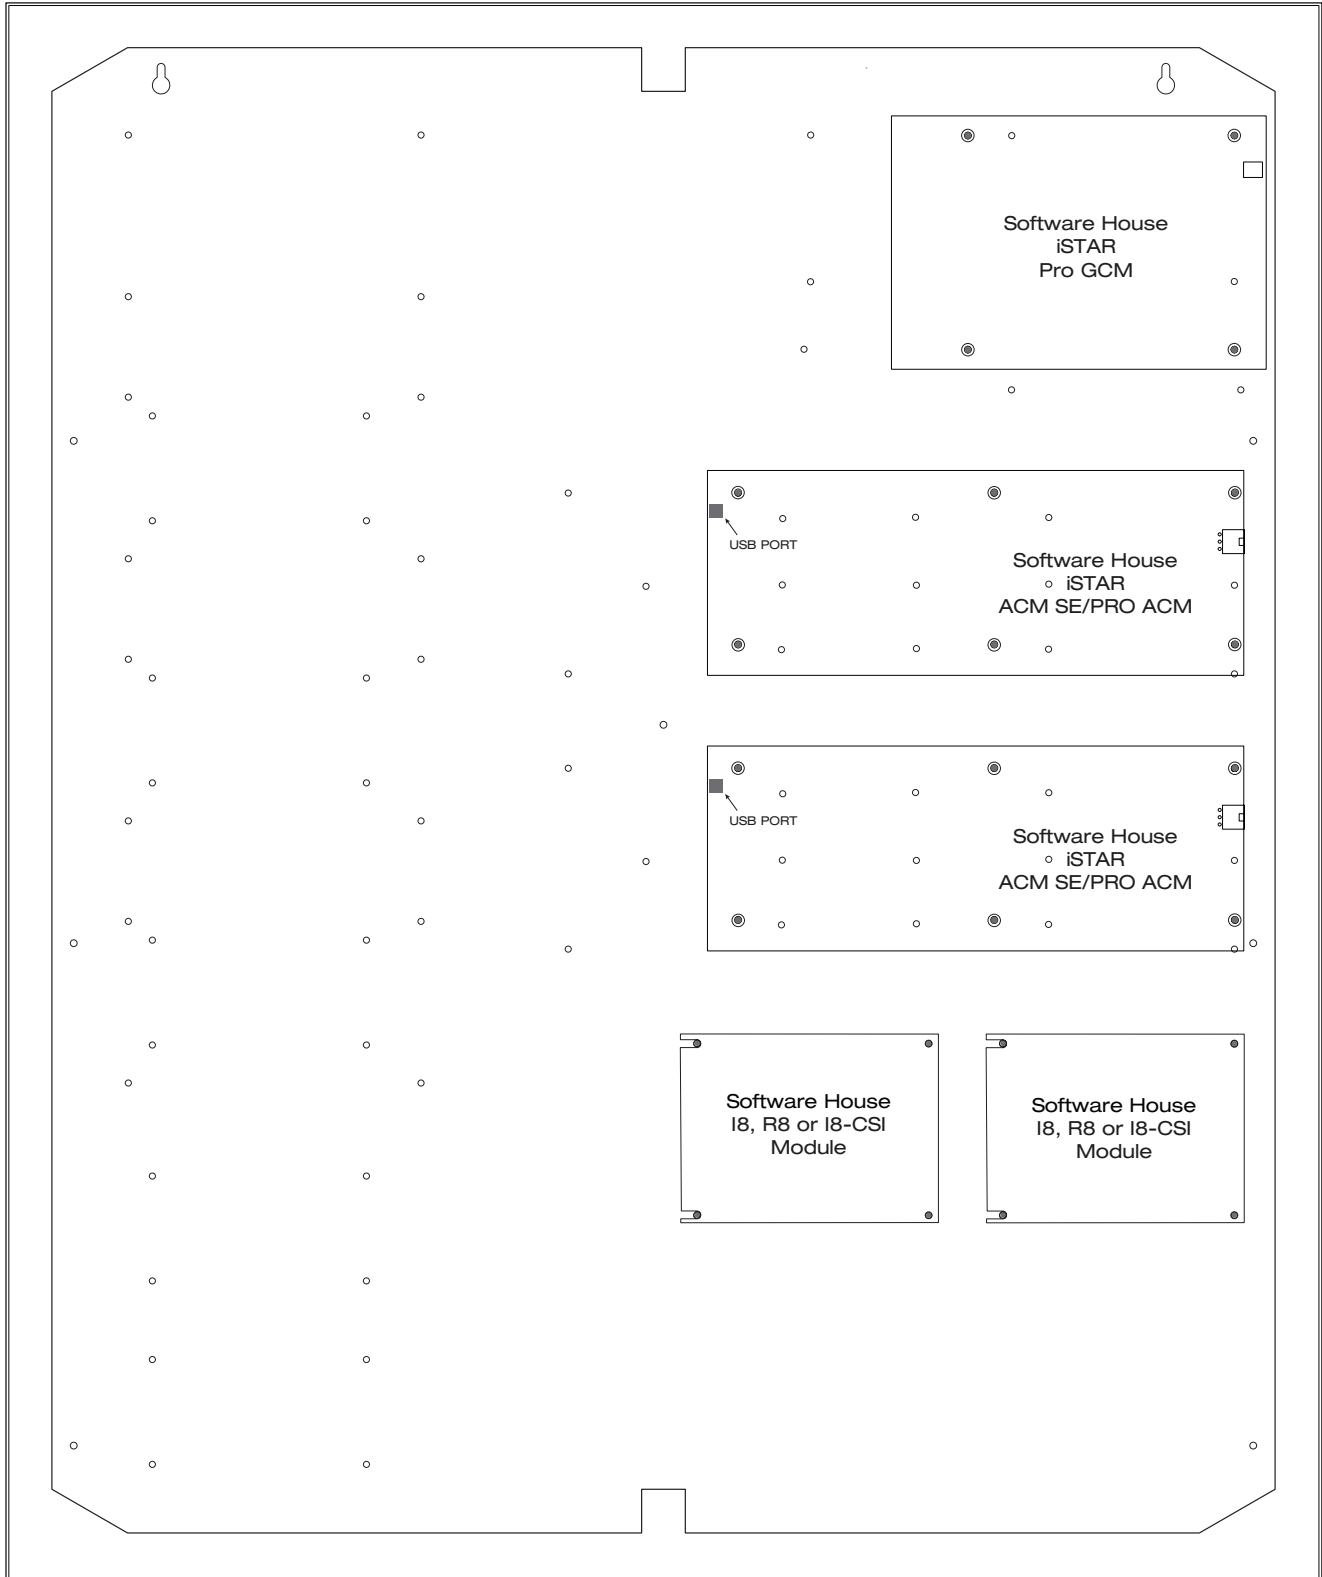 Software House
iSTAR
Pro GCM
USB PORT
Software House
iSTAR
ACM SE/PRO ACM
USB PORT
Software House
iSTAR
ACM SE/PRO ACM
Software House
I8, R8 or I8-CSI
Module
Software House
I8, R8 or I8-CSI
Module